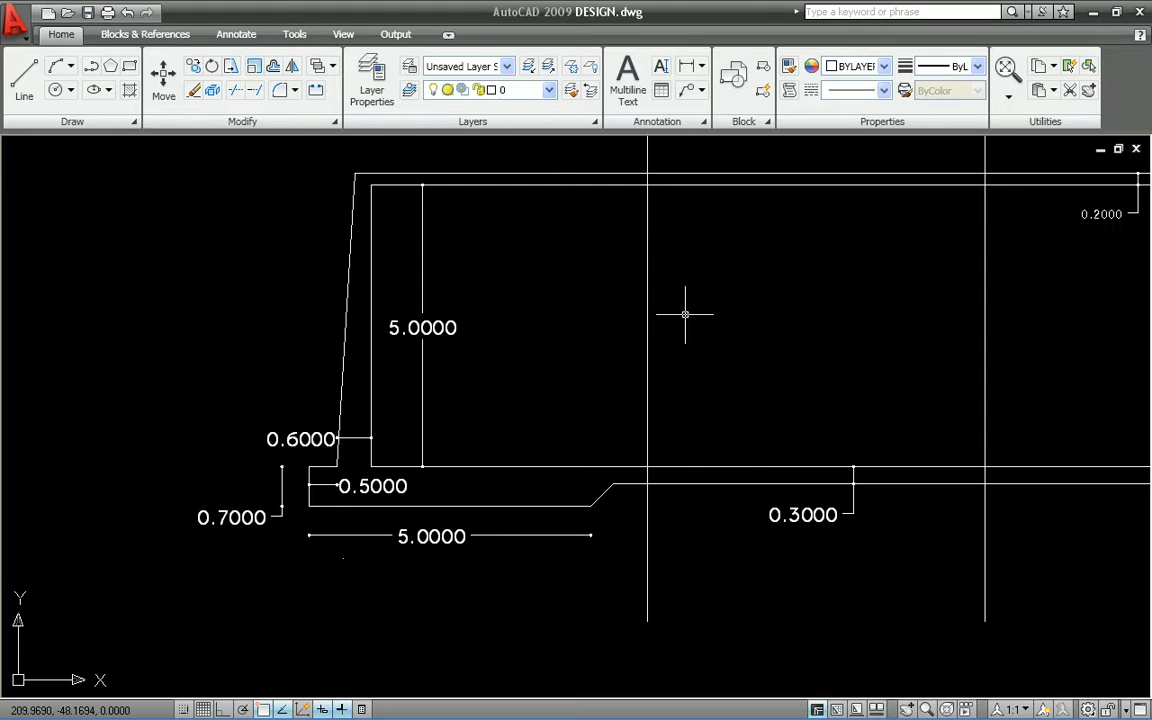 AutoCAD 2009 DESIGN.dwg
Type a keyword or phrase
Home Blocks & References Annotate Tools View Output
Line
Move
Layer
Properties
Unsaved Layer S
0
Multiline
Text
BYLAYER
ByL
ByColor
Draw Modify Layers Annotation Block Properties Utilities
0.2000
5.0000
0.6000
0.5000
0.7000
0.3000
5.0000
Y
X
209.9690, -48.1694, 0.0000
1:1